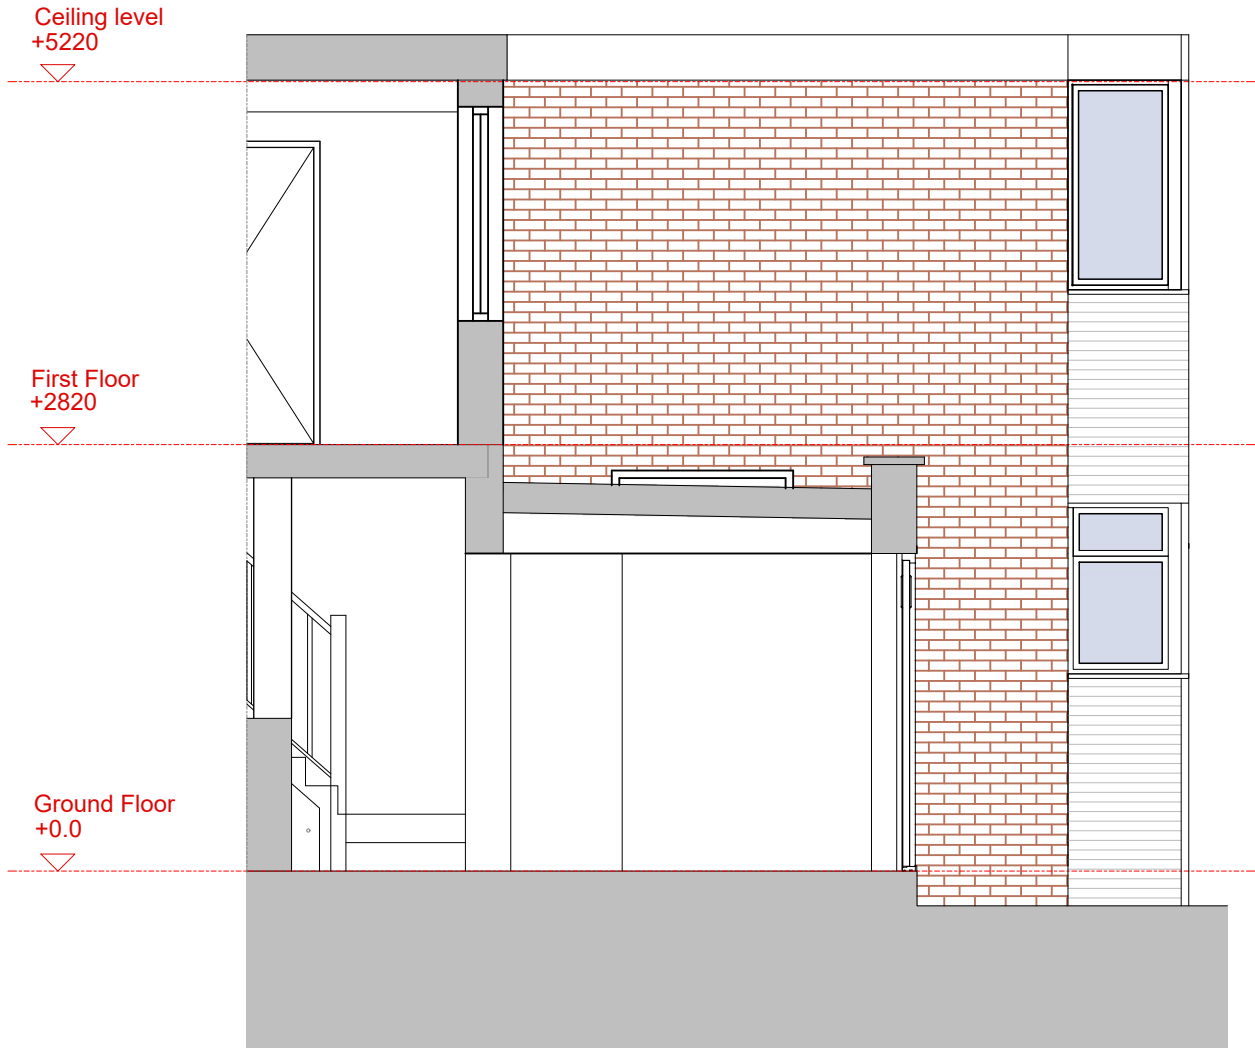 Ceiling level
+5220
First Floor
+2820
Ground Floor
+0.0